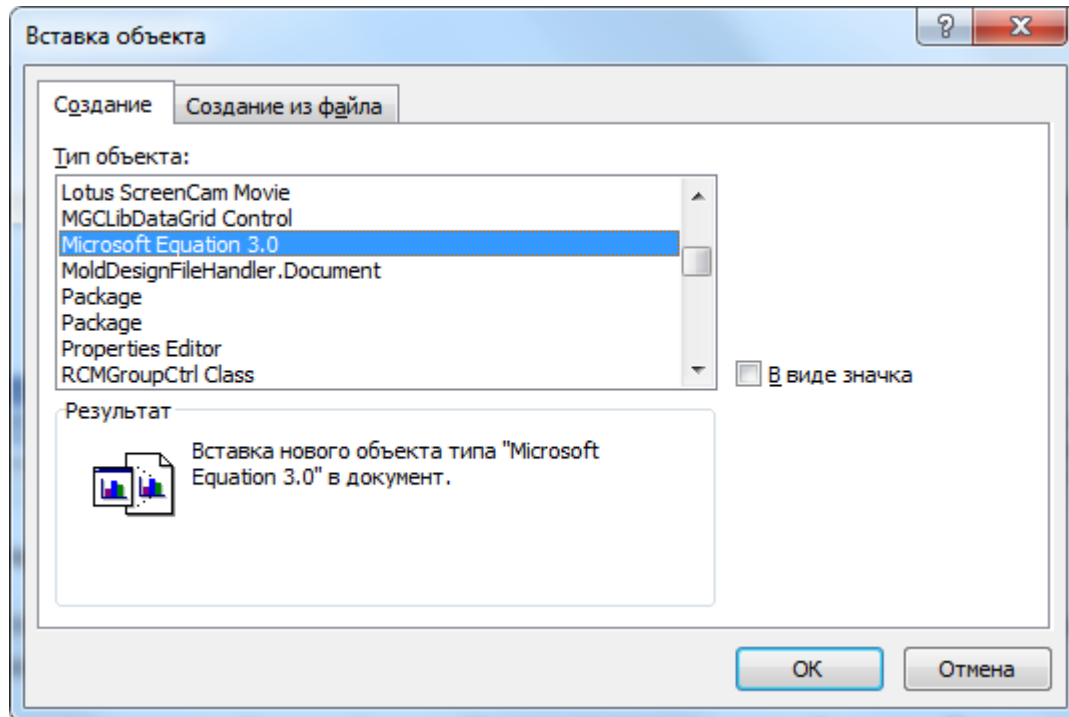 Вставка объекта
Создание
Создание из файла
Тип объекта:
Lotus ScreenCam Movie
MGCLibDataGrid Control
Microsoft Equation 3.0
MoldDesignFileHandler.Document
Package
Package
Properties Editor
RCMGroupCtrl Class
В виде значка
Результат
Вставка нового объекта типа "Microsoft
Equation 3.0" в документ.
ОК
Отмена